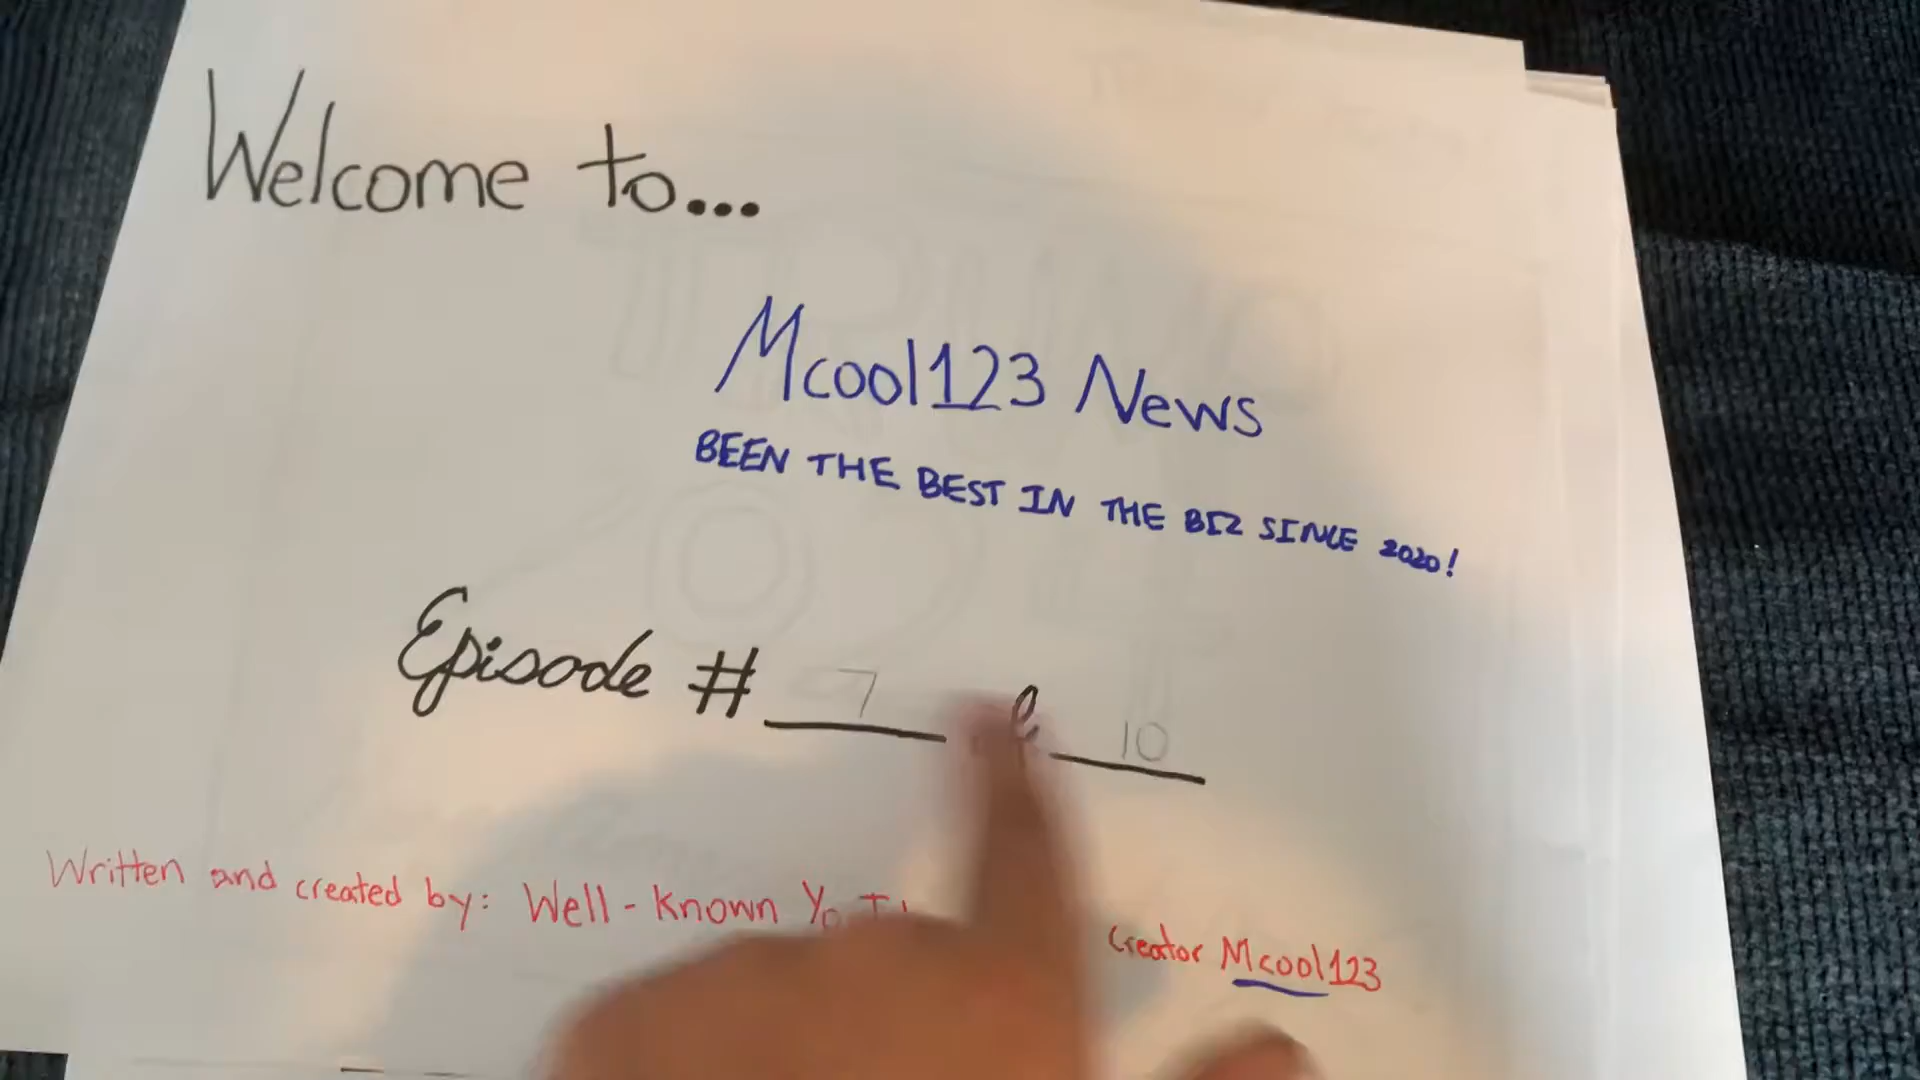 Welcome to...
Mcool123 News
BEEN THE BEST IN THE BIZ SINCE 2020!
Episode # 7 10
Written and created by: Well-Known
Creator Mcool123